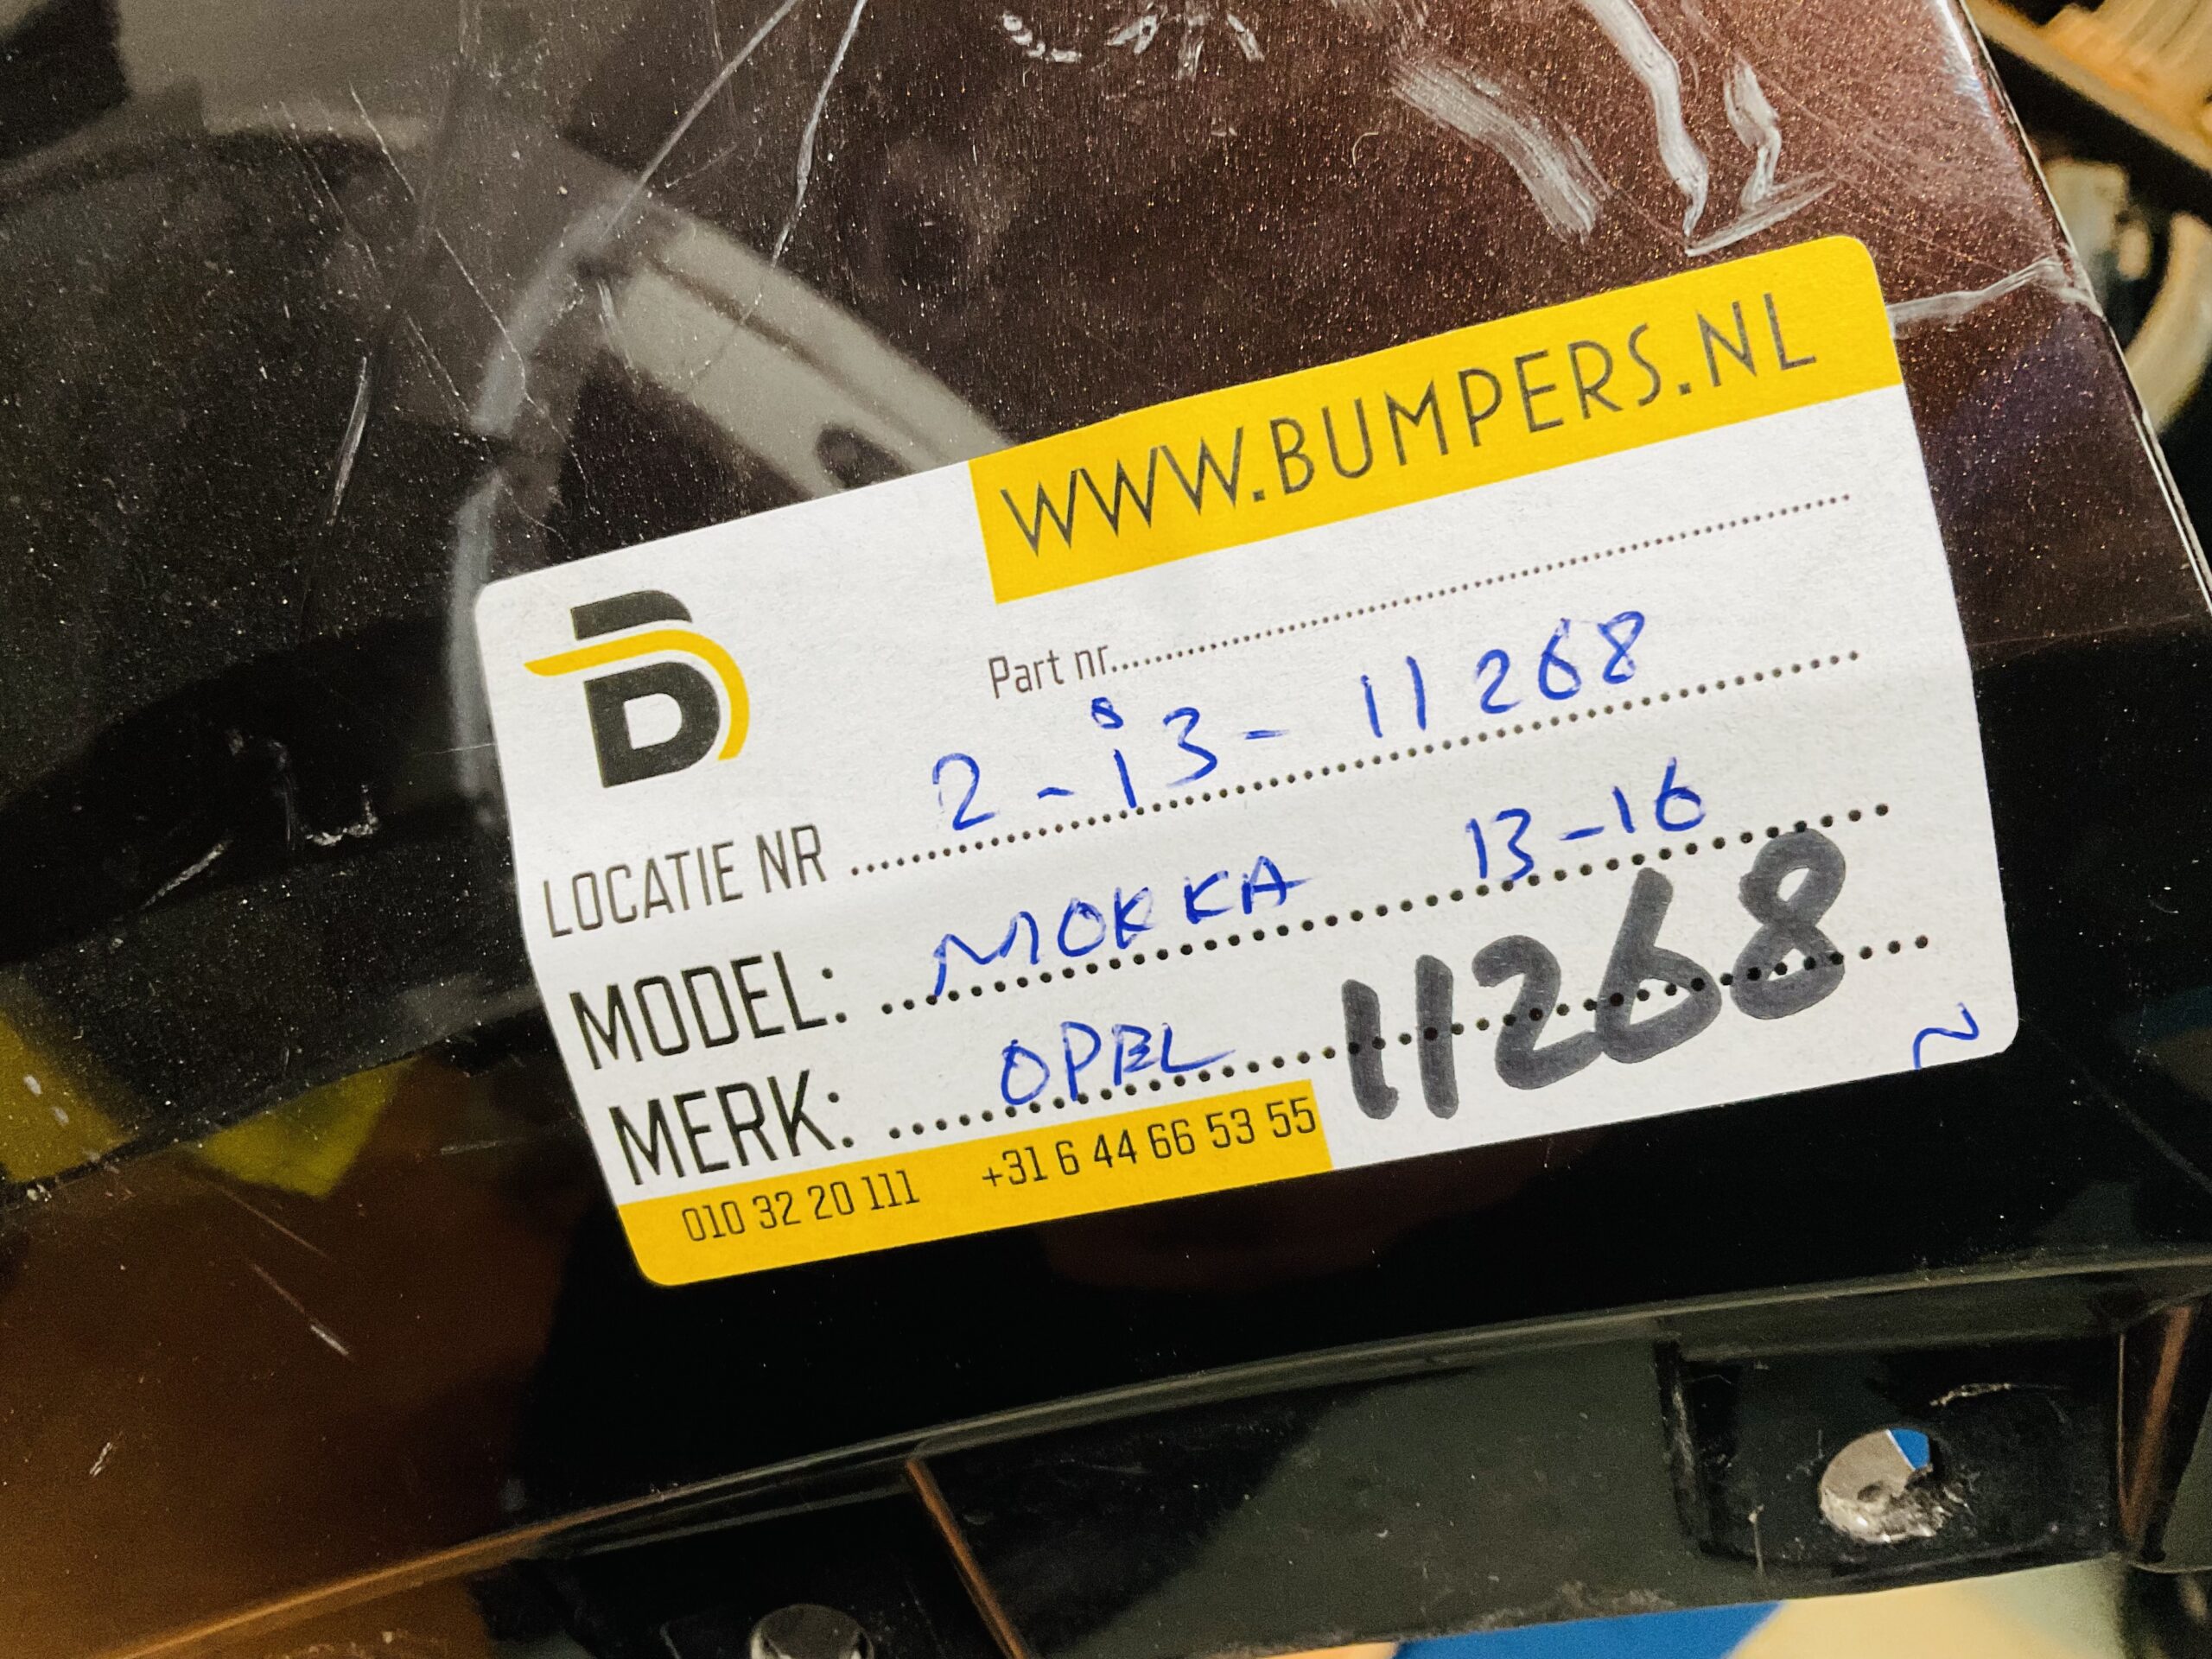 WWW.BUMPERS.NL
Part nr.
LOCATIE NR 2-i3-11268
MODEL: MOKKA 13-16
MERK: OPEL 11268
N
010 32 20 111 +31 6 44 66 53 55